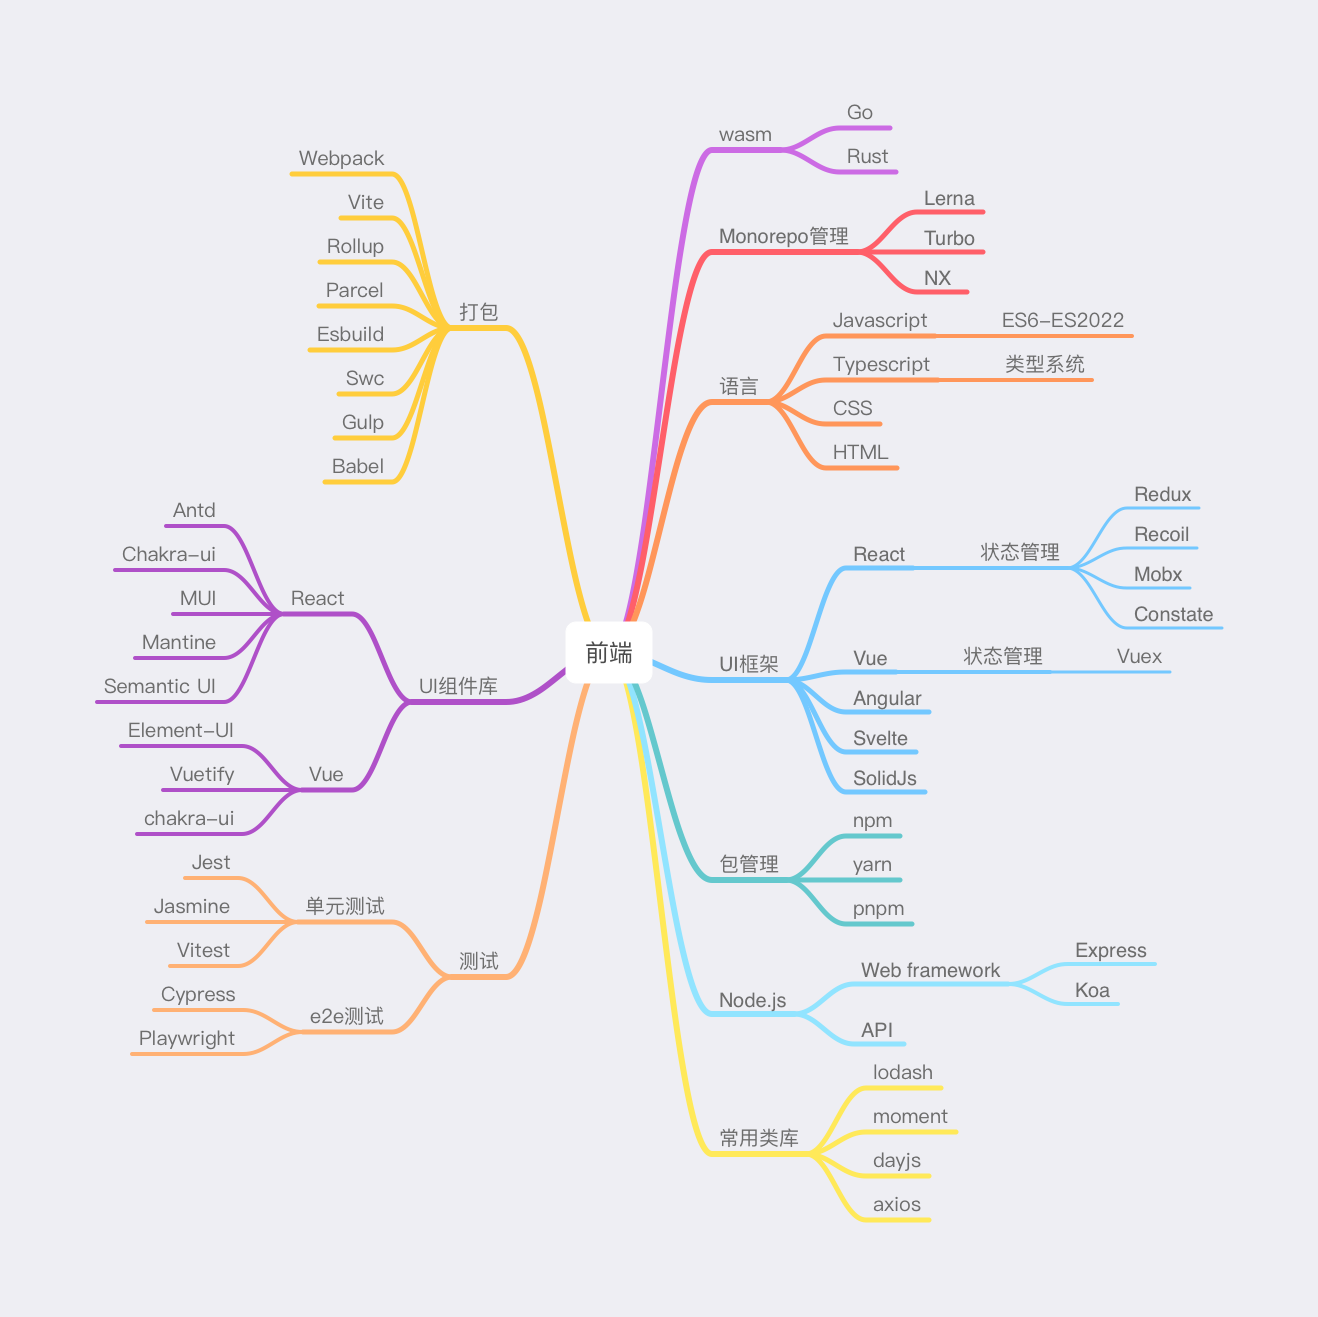 前端
wasm
Go
Rust
Monorepo管理
Lerna
Turbo
NX
语言
Javascript
ES6-ES2022
Typescript
类型系统
CSS
HTML
UI框架
React
状态管理
Redux
Recoil
Mobx
Constate
Vue
状态管理
Vuex
Angular
Svelte
SolidJs
包管理
npm
yarn
pnpm
Node.js
Web framework
Express
Koa
API
常用类库
lodash
moment
dayjs
axios
打包
Webpack
Vite
Rollup
Parcel
Esbuild
Swc
Gulp
Babel
UI组件库
React
Antd
Chakra-ui
MUI
Mantine
Semantic UI
Vue
Element-UI
Vuetify
chakra-ui
测试
单元测试
Jest
Jasmine
Vitest
e2e测试
Cypress
Playwright